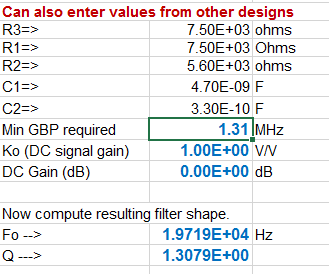 Can also enter values from other designs
R3=> 7.50E+03 ohms
R1=> 7.50E+03 Ohms
R2=> 5.60E+03 ohms
C1=> 4.70E-09 F
C2=> 3.30E-10 F
Min GBP required 1.31 MHz
Ko (DC signal gain) 1.00E+00 V/V
DC Gain (dB) 0.00E+00 dB
Now compute resulting filter shape.
Fo --> 1.9719E+04 Hz
Q ---> 1.3079E+00